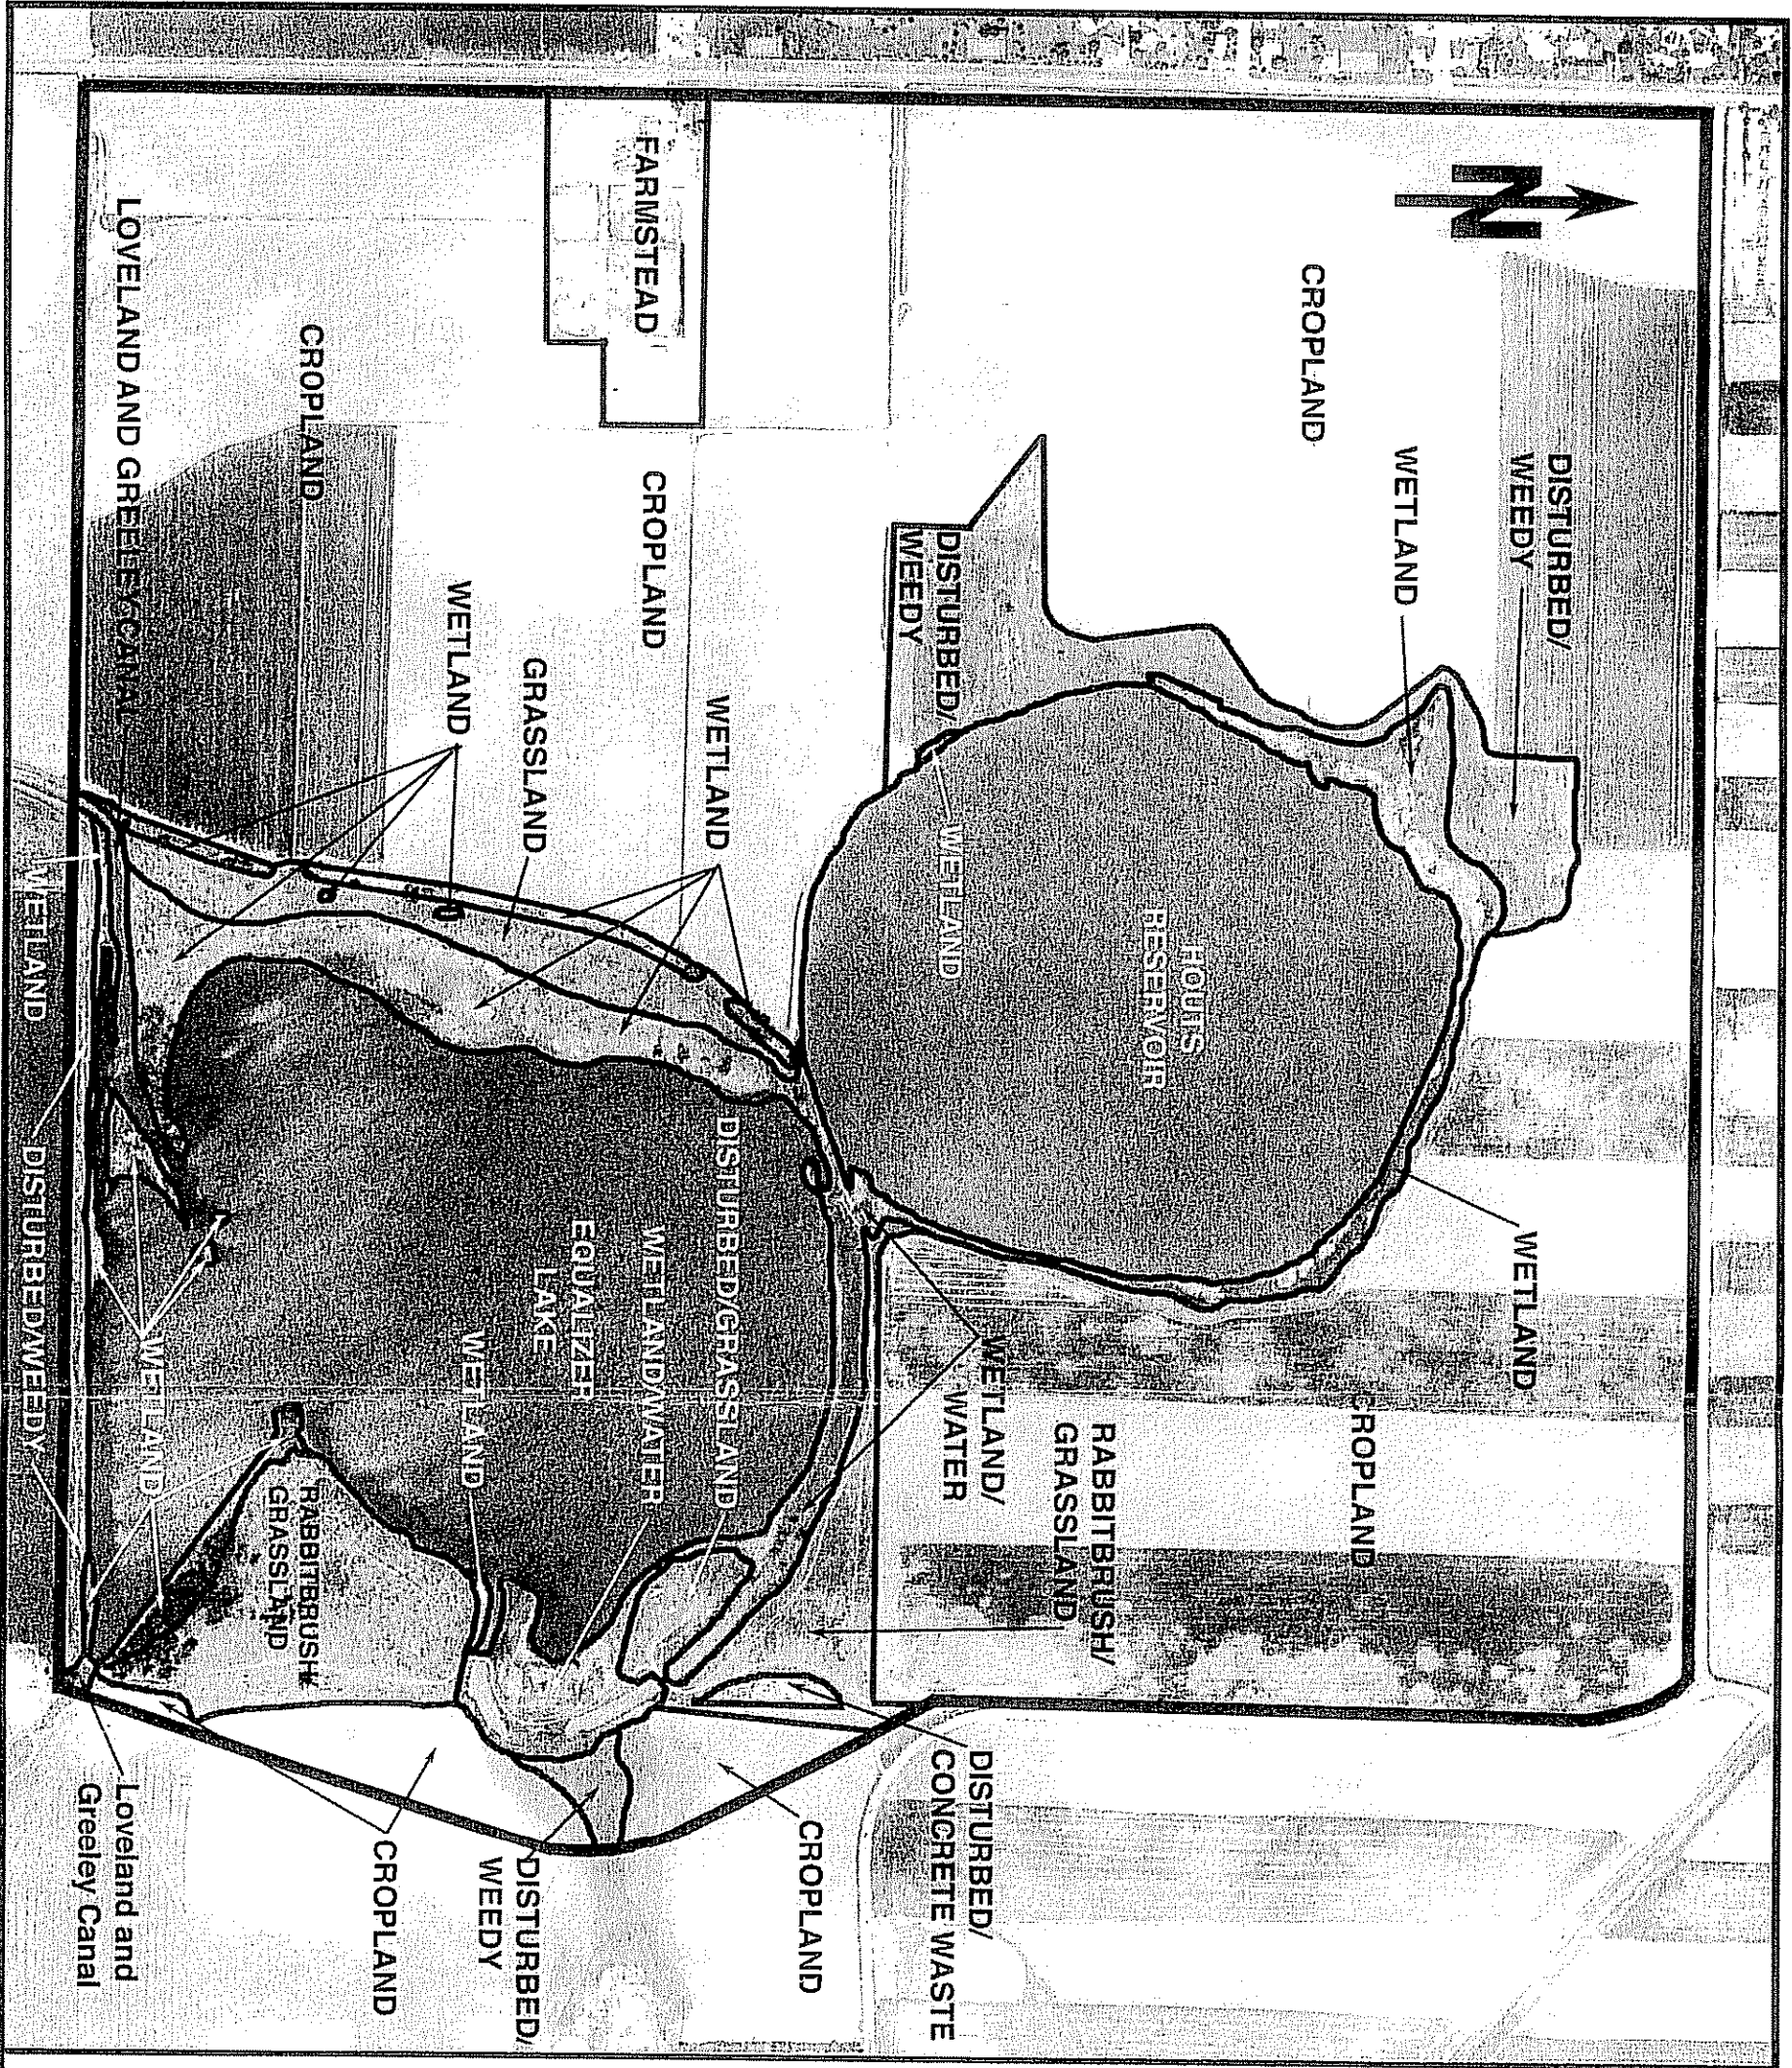 N
DISTURBED/
WEEDY
WETLAND
WETLAND
CROPLAND
CROPLAND
HOUTS
RESERVOIR
RABBITBRUSH/
GRASSLAND
WETLAND/
WATER
DISTURBED/
CONCRETE WASTE
DISTURBED/
WEEDY
WETLAND
CROPLAND
DISTURBED/GRASSLAND
WETLAND
FARMSTEAD
CROPLAND
WETLAND/WATER
EQUALIZER
LAKE
GRASSLAND
DISTURBED/
WEEDY
WETLAND
WETLAND
CROPLAND
CROPLAND
RABBITBRUSH/
GRASSLAND
LOVELAND AND GREELEY CANAL
WETLAND
Loveland and
Greeley Canal
WETLAND
DISTURBED/WEEDY